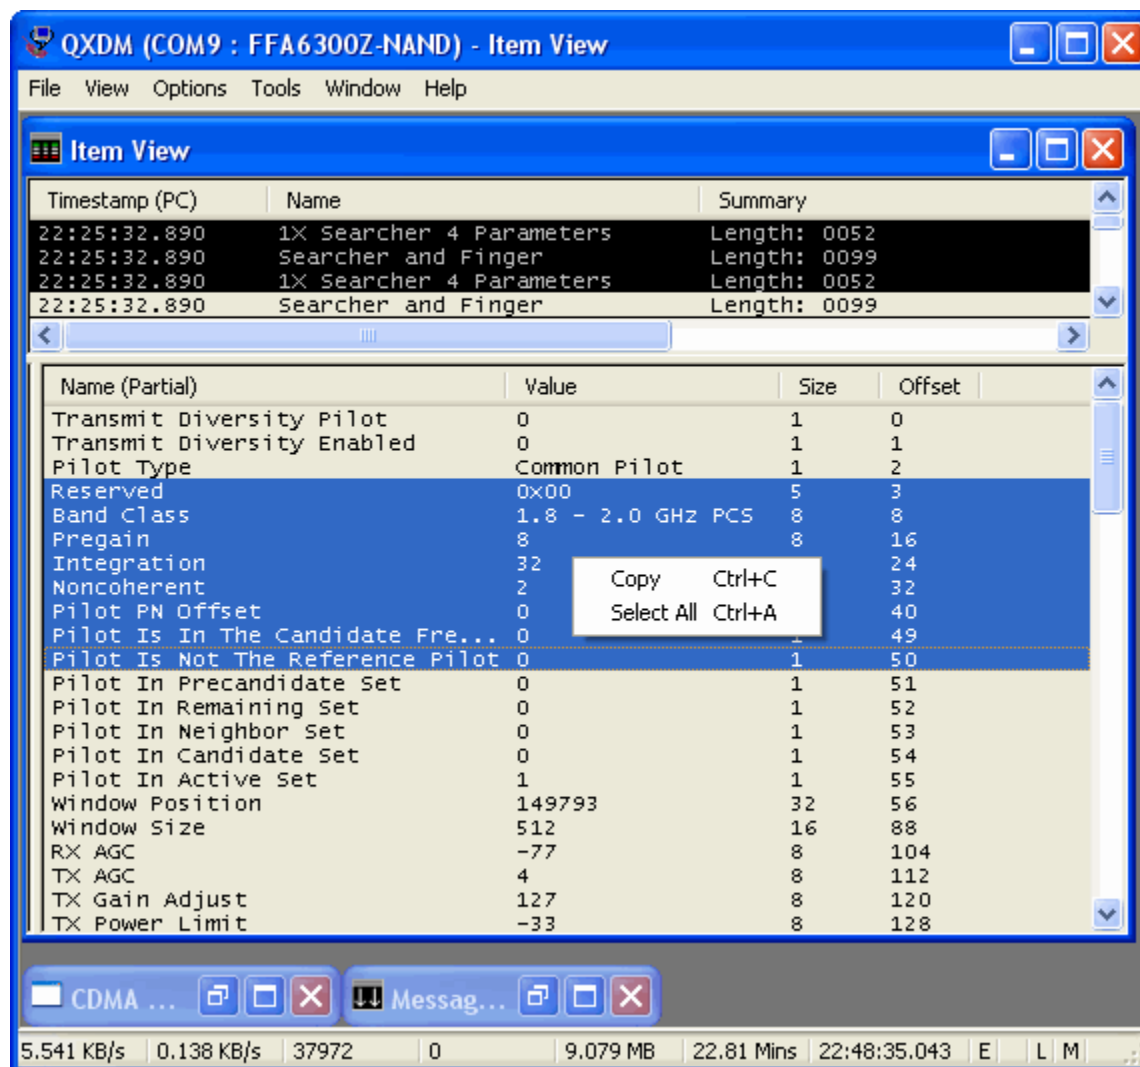 QXDM (COM9 : FFA6300Z-NAND) - Item View
File View Options Tools Window Help
Item View
Timestamp (PC) Name Summary
22:25:32.890 1X Searcher 4 Parameters Length: 0052
22:25:32.890 Searcher and Finger Length: 0099
22:25:32.890 1X Searcher 4 Parameters Length: 0052
22:25:32.890 Searcher and Finger Length: 0099
Name (Partial) Value Size Offset
Transmit Diversity Pilot 0 1 0
Transmit Diversity Enabled 0 1 1
Pilot Type Common Pilot 1 2
Reserved 0x00 5 3
Band Class 1.8 - 2.0 GHz PCS 8 8
Pregain 8 8 16
Integration 32 24
Copy Ctrl+C
Noncoherent 2 32
Pilot PN Offset 0 40
Select All Ctrl+A
Pilot Is In The Candidate Fre... 0 1 49
Pilot Is Not The Reference Pilot 0 1 50
Pilot In Precandidate Set 0 1 51
Pilot In Remaining Set 0 1 52
Pilot In Neighbor Set 0 1 53
Pilot In Candidate Set 0 1 54
Pilot In Active Set 1 1 55
Window Position 149793 32 56
Window Size 512 16 88
RX AGC -77 8 104
TX AGC 4 8 112
TX Gain Adjust 127 8 120
TX Power Limit -33 8 128
CDMA ... Messag...
5.541 KB/s 0.138 KB/s 37972 0 9.079 MB 22.81 Mins 22:48:35.043 E L M